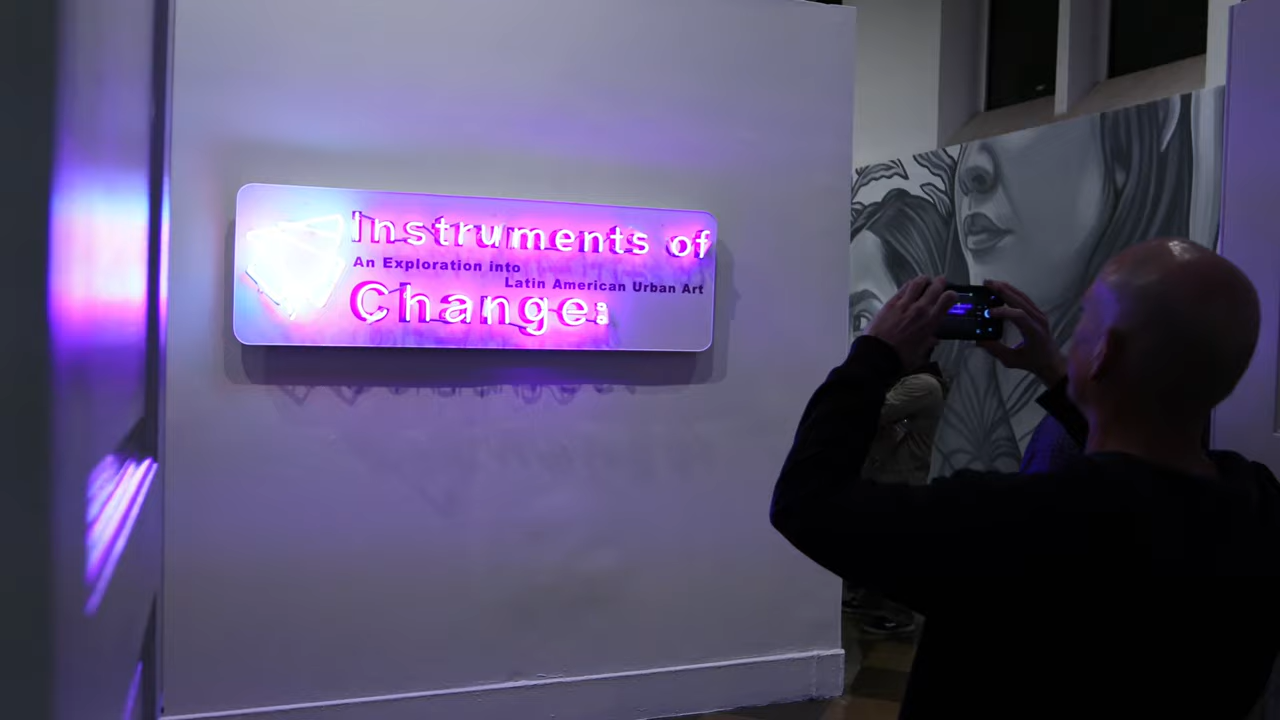 Instruments of
An Exploration into
Latin American Urban Art
Change: